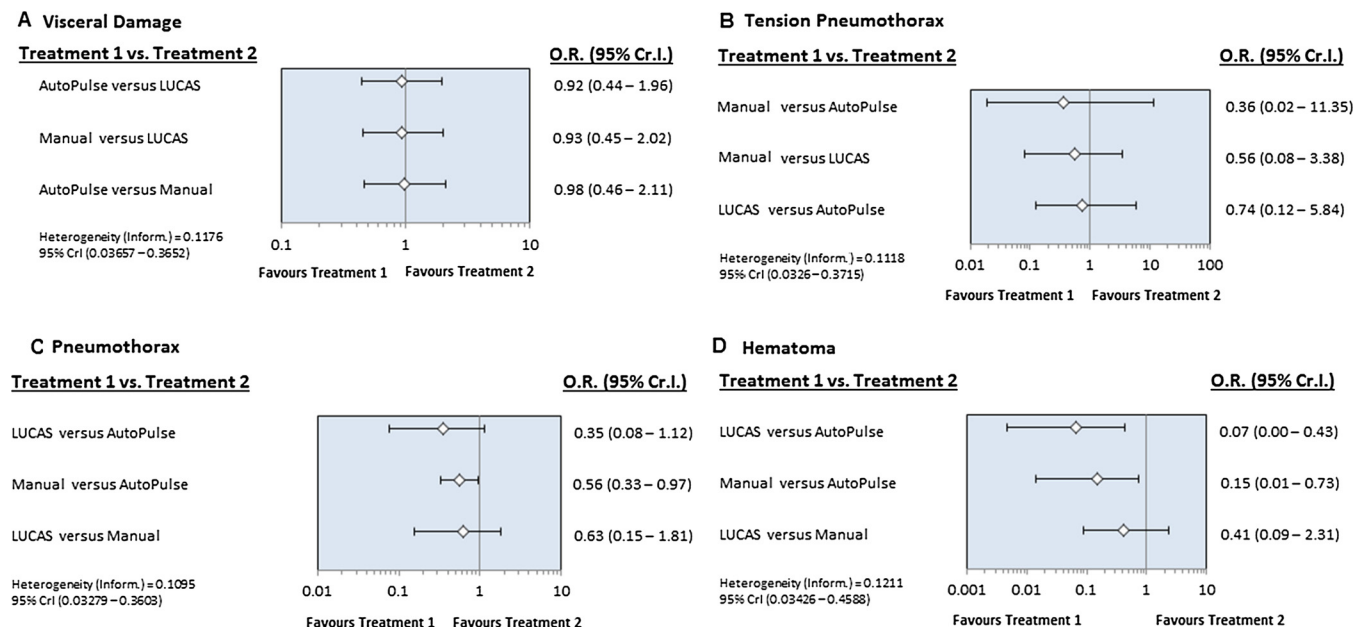 A Visceral Damage
Treatment 1 vs. Treatment 2
O.R. (95% Cr.I.)
AutoPulse versus LUCAS
0.92 (0.44 – 1.96)
Manual versus LUCAS
0.93 (0.45 – 2.02)
AutoPulse versus Manual
0.98 (0.46 – 2.11)
Heterogeneity (Inform.) = 0.1176
95% CrI (0.03657 – 0.3652)
0.1 1 10
Favours Treatment 1 Favours Treatment 2
B Tension Pneumothorax
Treatment 1 vs. Treatment 2
O.R. (95% Cr.I.)
Manual versus AutoPulse
0.36 (0.02 – 11.35)
Manual versus LUCAS
0.56 (0.08 – 3.38)
LUCAS versus AutoPulse
0.74 (0.12 – 5.84)
Heterogeneity (Inform.) = 0.1118
95% CrI (0.0326–0.3715)
0.01 0.1 1 10 100
Favours Treatment 1 Favours Treatment 2
C Pneumothorax
Treatment 1 vs. Treatment 2
O.R. (95% Cr.I.)
LUCAS versus AutoPulse
0.35 (0.08 – 1.12)
Manual versus AutoPulse
0.56 (0.33 – 0.97)
LUCAS versus Manual
0.63 (0.15 – 1.81)
Heterogeneity (Inform.) = 0.1095
95% CrI (0.03279 – 0.3603)
0.01 0.1 1 10
Favours Treatment 1 Favours Treatment 2
D Hematoma
Treatment 1 vs. Treatment 2
O.R. (95% Cr.I.)
LUCAS versus AutoPulse
0.07 (0.00 – 0.43)
Manual versus AutoPulse
0.15 (0.01 – 0.73)
LUCAS versus Manual
0.41 (0.09 – 2.31)
Heterogeneity (Inform.) = 0.1211
95% CrI (0.03426 – 0.4588)
0.001 0.01 0.1 1 10
Favours Treatment 1 Favours Treatment 2